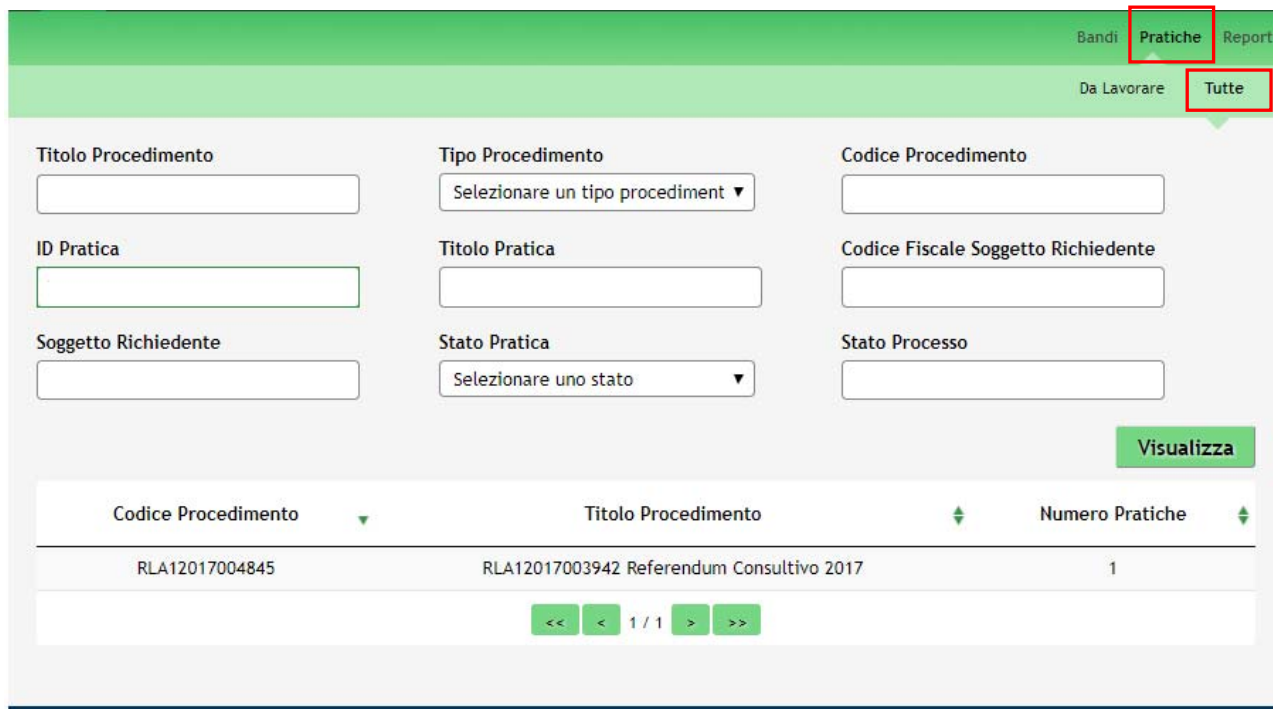 Bandi Pratiche Report
Da Lavorare Tutte
Titolo Procedimento Tipo Procedimento Codice Procedimento
Selezionare un tipo procediment ▼
ID Pratica Titolo Pratica Codice Fiscale Soggetto Richiedente
Soggetto Richiedente Stato Pratica Stato Processo
Selezionare uno stato ▼
Visualizza
Codice Procedimento Titolo Procedimento Numero Pratiche
RLA12017004845 RLA12017003942 Referendum Consultivo 2017 1
<< < 1 / 1 > >>